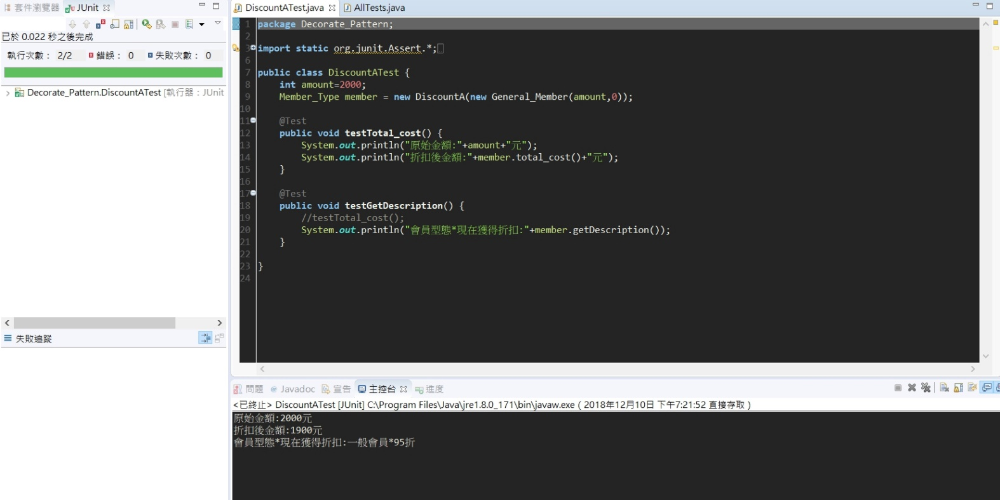 套件瀏覽器 JUnit
已於 0.022 秒之後完成
執行次數： 2/2 錯誤： 0 失敗次數： 0
Decorate_Pattern.DiscountATest [執行器：JUnit
失敗追蹤
DiscountATest.java AllTests.java
1 package Decorate_Pattern;
2
3 import static org.junit.Assert.*;
6
7 public class DiscountATest {
8 int amount=2000;
9 Member_Type member = new DiscountA(new General_Member(amount,0));
10
11 @Test
12 public void testTotal_cost() {
13 System.out.println("原始金額:"+amount+"元");
14 System.out.println("折扣後金額:"+member.total_cost()+"元");
15 }
16
17 @Test
18 public void testGetDescription() {
19 //testTotal_cost();
20 System.out.println("會員型態*現在獲得折扣:"+member.getDescription());
21 }
22
23 }
24
問題 @ Javadoc 宣告 主控台 進度
<已終止> DiscountATest [JUnit] C:\Program Files\Java\jre1.8.0_171\bin\javaw.exe ( 2018年12月10日 下午7:21:52 直接存取 )
原始金額:2000元
折扣後金額:1900元
會員型態*現在獲得折扣:一般會員*95折